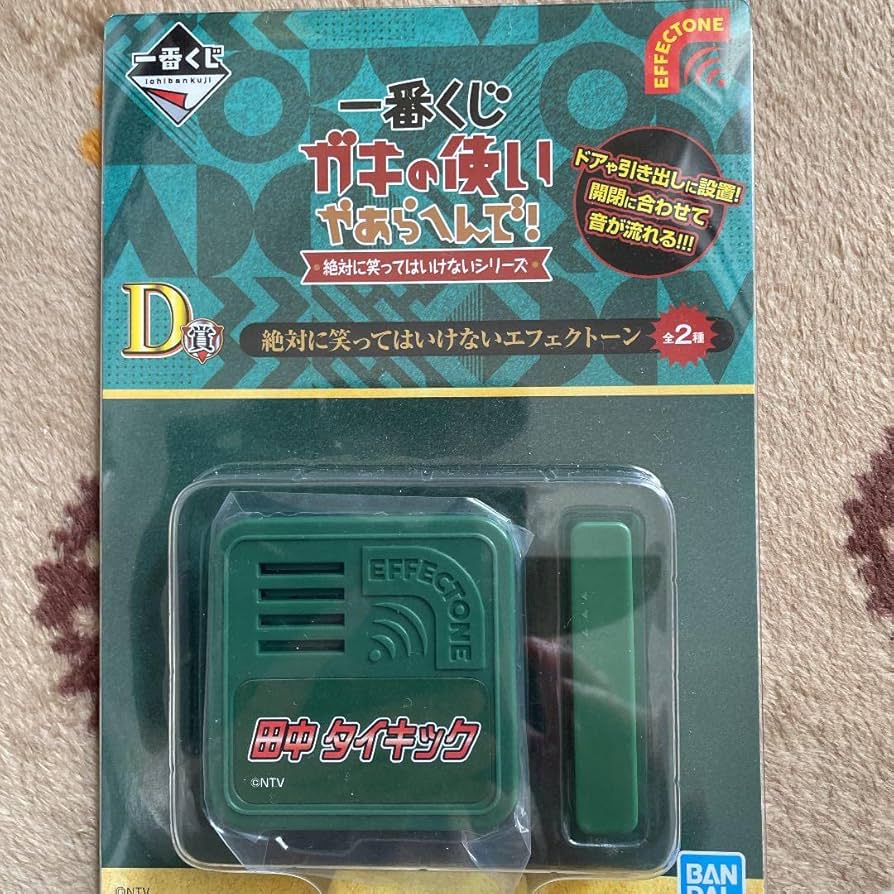 一番くじ
ichibankuji
EFFECTONE
一番くじ
ガキの使い
やあらへんで!
・絶対に笑ってはいけないシリーズ・
ドアや引き出しに設置!
開閉に合わせて
音が流れる!!!
D賞
絶対に笑ってはいけないエフェクトーン
全2種
EFFECTONE
田中 タイキック
©NTV
©NTV
BAN
DAI